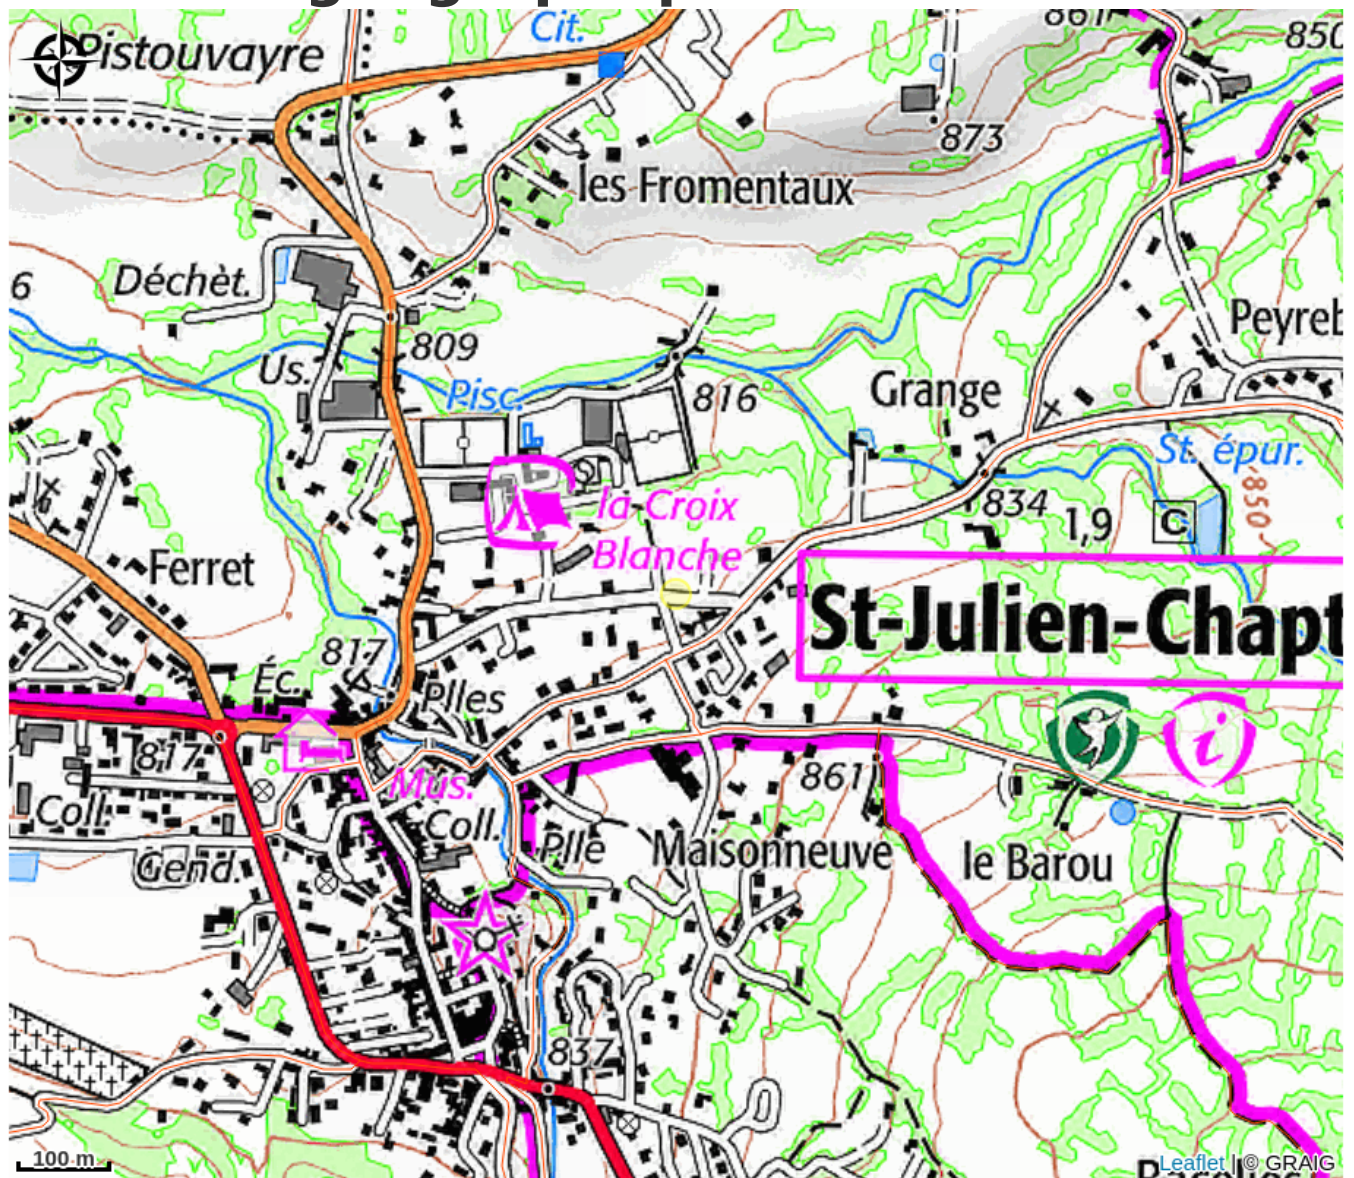 Cit.
861
850
Pistouvayre
873
les Fromentaux
Déchèt.
6
Peyreb
809
Us.
Pisc.
816
Grange
St. épur.
850
la Croix
Blanche
834
1,9
C
Ferret
St-Julien-Chapt
817
Éc.
Plles
i
817
Mus.
861
Coll.
Coll.
Plle
Maisonneuve
le Barou
Gend.
837
100 m
Leaflet | © GRAIG